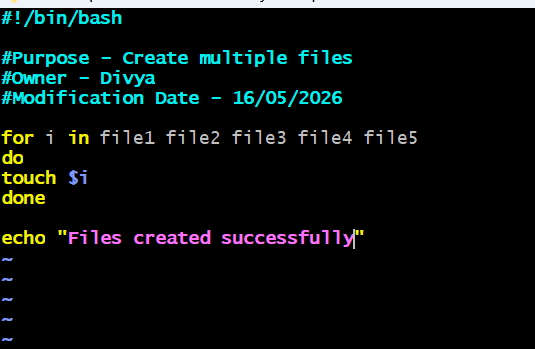 #!/bin/bash
#Purpose - Create multiple files
#Owner - Divya
#Modification Date - 16/05/2026
for i in file1 file2 file3 file4 file5
do
touch $i
done
echo "Files created successfully"
~
~
~
~
~